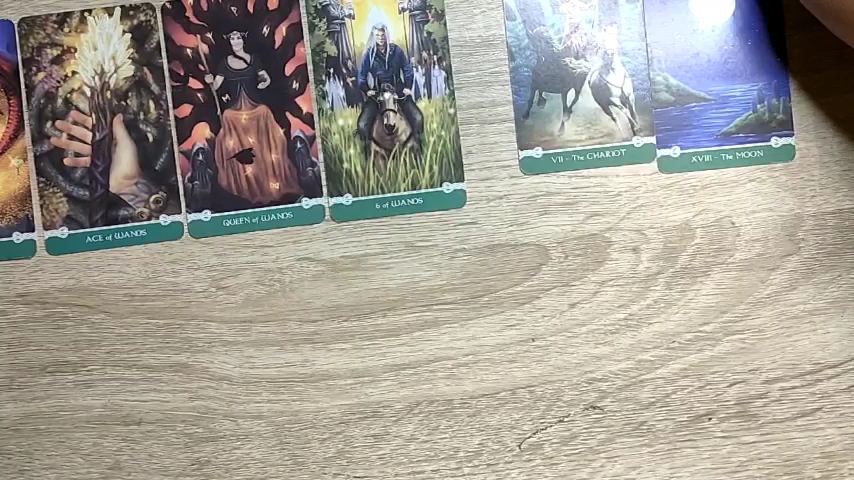 ACE of WANDS
QUEEN of WANDS
6 of WANDS
VII - The CHARIOT
XVIII - The MOON